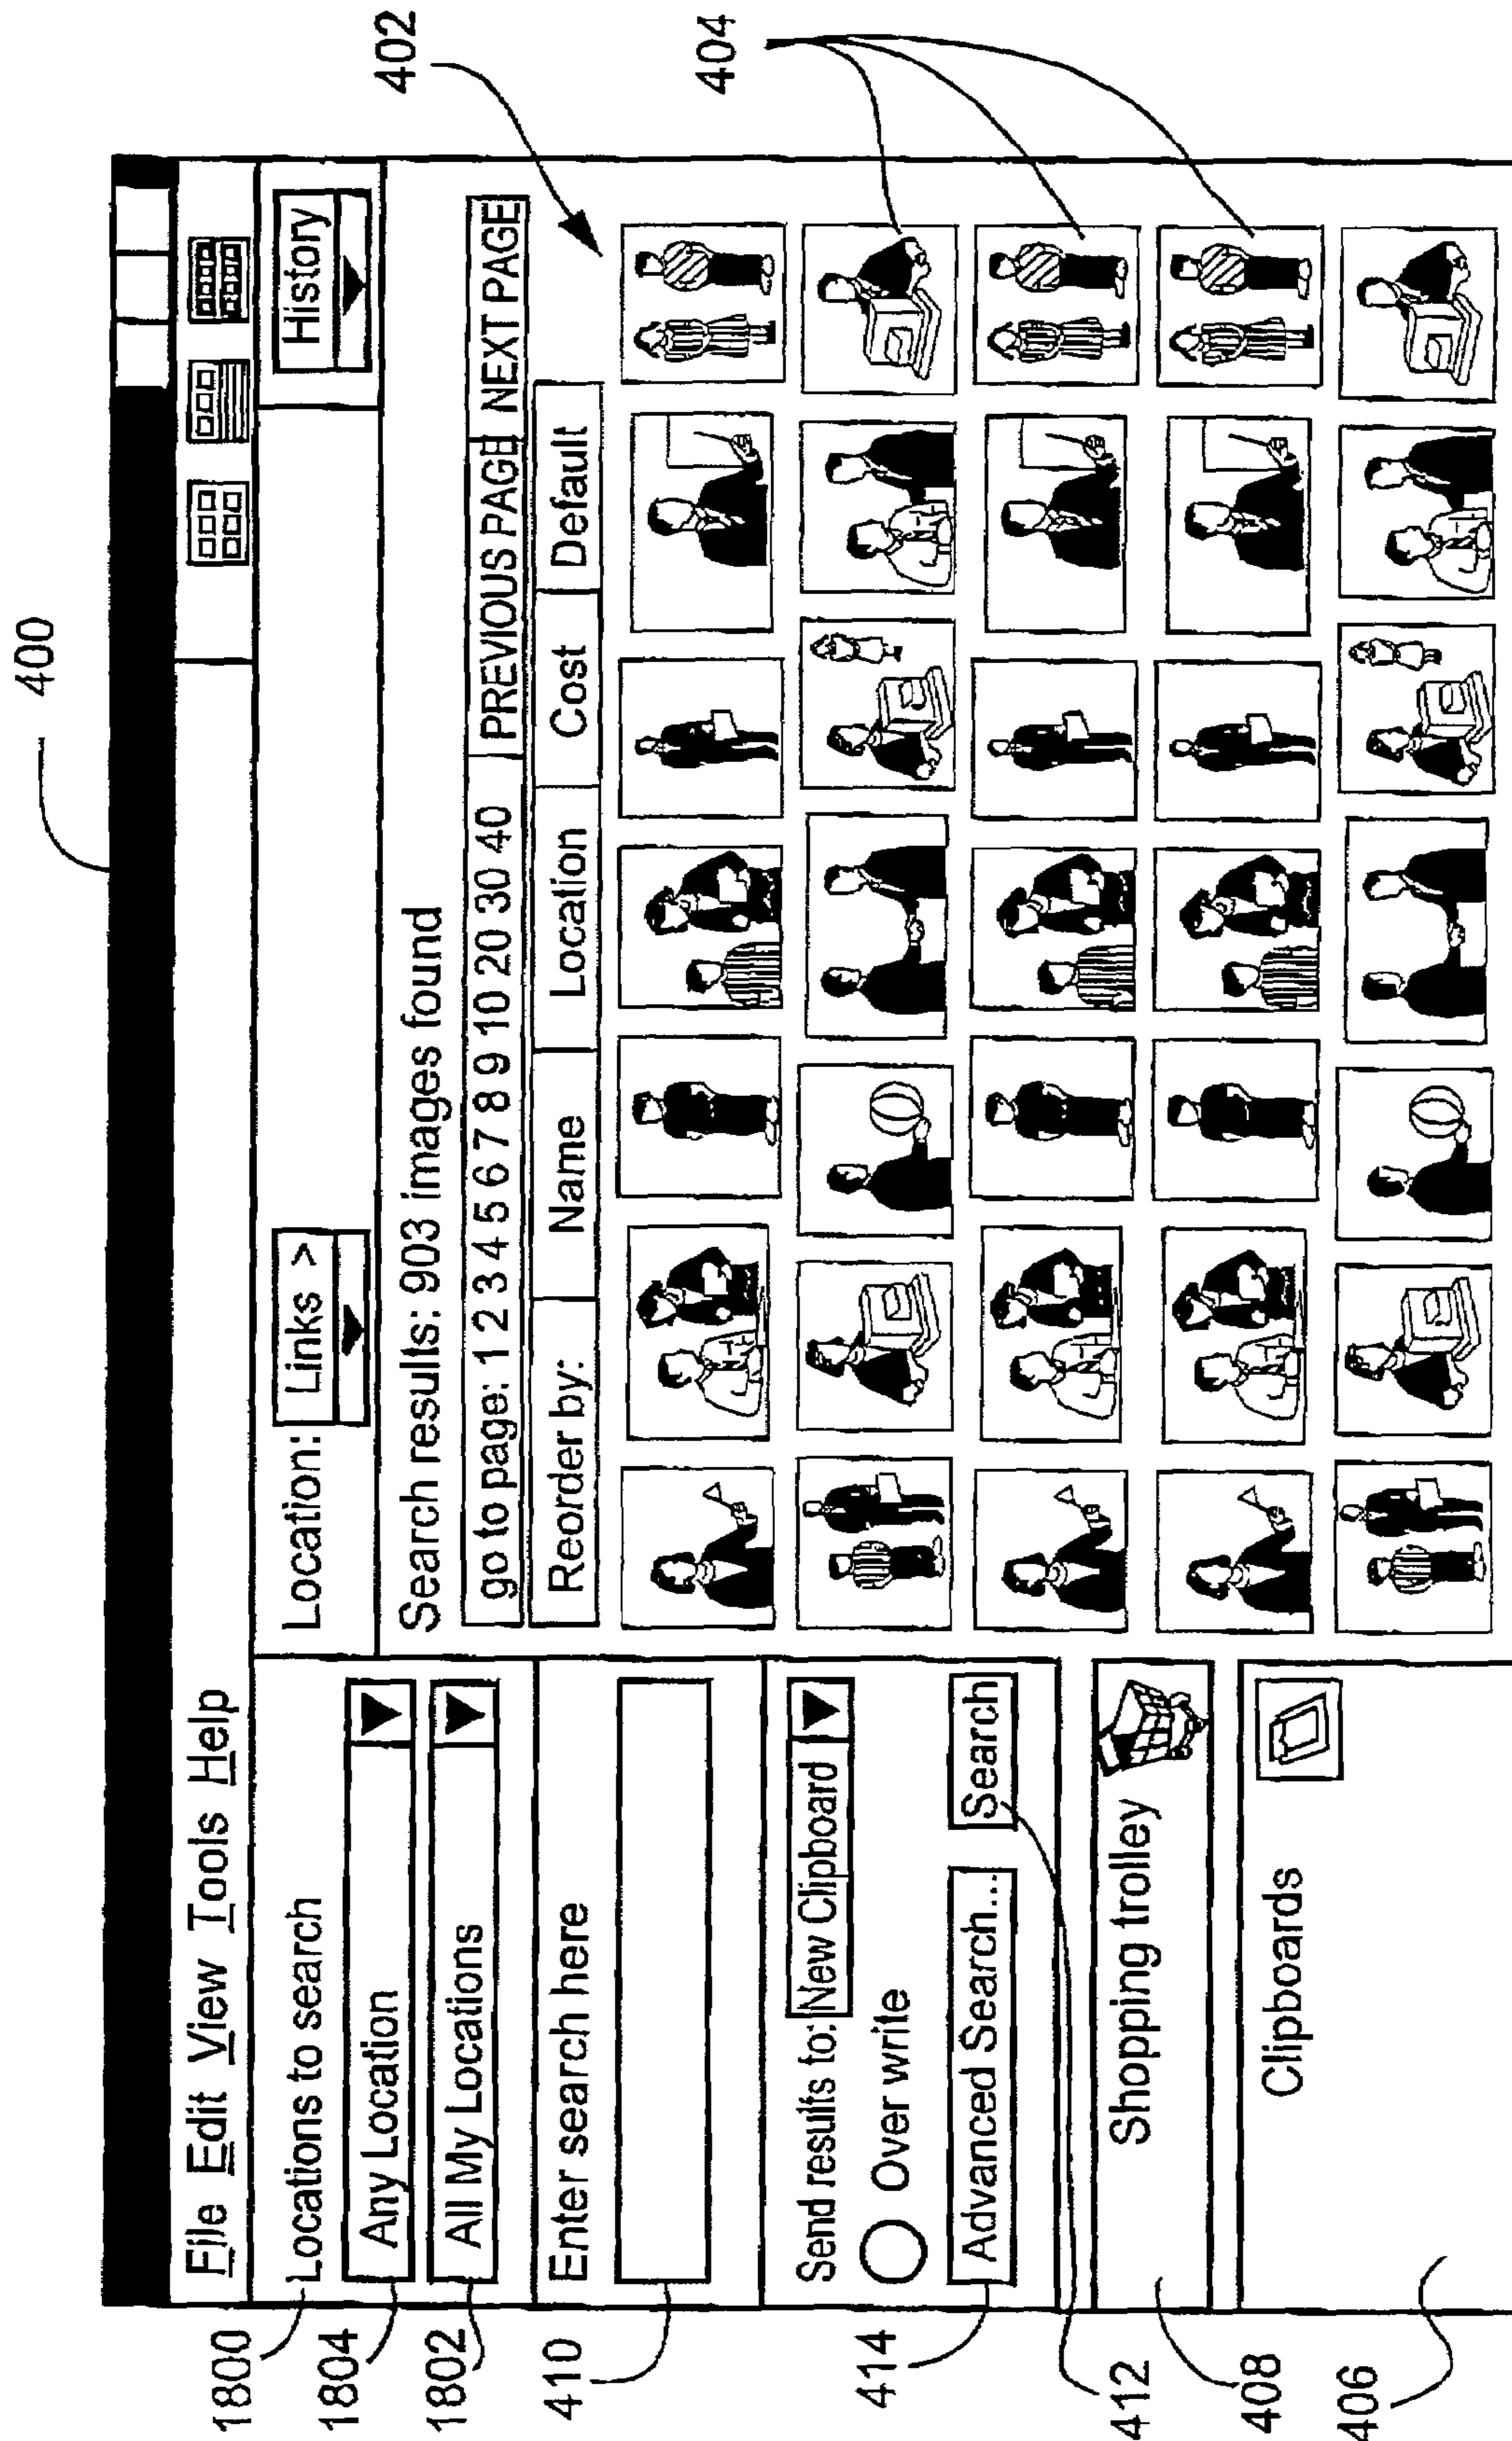 400
File Edit View Tools Help
1800
Locations to search
1804
Any Location
1802
All My Locations
410
Enter search here
Send results to: New Clipboard
Over write
414
Advanced Search...
Search
412
408
Shopping trolley
406
Clipboards
Location: Links >
History
Search results: 903 images found
go to page: 1 2 3 4 5 6 7 8 9 10 20 30 40 PREVIOUS PAGE NEXT PAGE
Reorder by: Name Location Cost Default
402
404